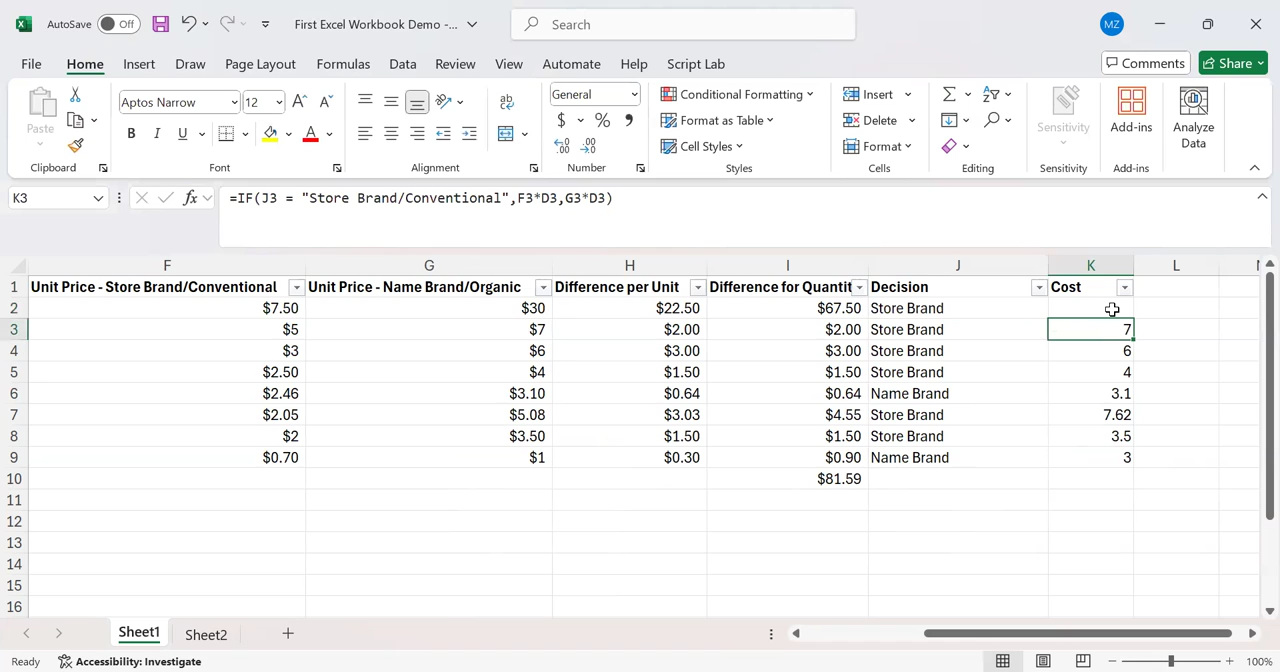 AutoSave Off First Excel Workbook Demo -... Search MZ
File Home Insert Draw Page Layout Formulas Data Review View Automate Help Script Lab Comments Share
Paste Aptos Narrow 12 A A ab General Conditional Formatting Insert Sensitivity Add-ins Analyze Data
B I U A $ % Format as Table Delete
Cell Styles Format
Clipboard Font Alignment Number Styles Cells Editing Sensitivity Add-ins
K3 fx =IF(J3 = "Store Brand/Conventional",F3*D3,G3*D3)
F G H I J K L
1 Unit Price - Store Brand/Conventional Unit Price - Name Brand/Organic Difference per Unit Difference for Quantit Decision Cost
2 $7.50 $30 $22.50 $67.50 Store Brand
3 $5 $7 $2.00 $2.00 Store Brand 7
4 $3 $6 $3.00 $3.00 Store Brand 6
5 $2.50 $4 $1.50 $1.50 Store Brand 4
6 $2.46 $3.10 $0.64 $0.64 Name Brand 3.1
7 $2.05 $5.08 $3.03 $4.55 Store Brand 7.62
8 $2 $3.50 $1.50 $1.50 Store Brand 3.5
9 $0.70 $1 $0.30 $0.90 Name Brand 3
10 $81.59
11
12
13
14
15
16
Sheet1 Sheet2
Ready Accessibility: Investigate 100%